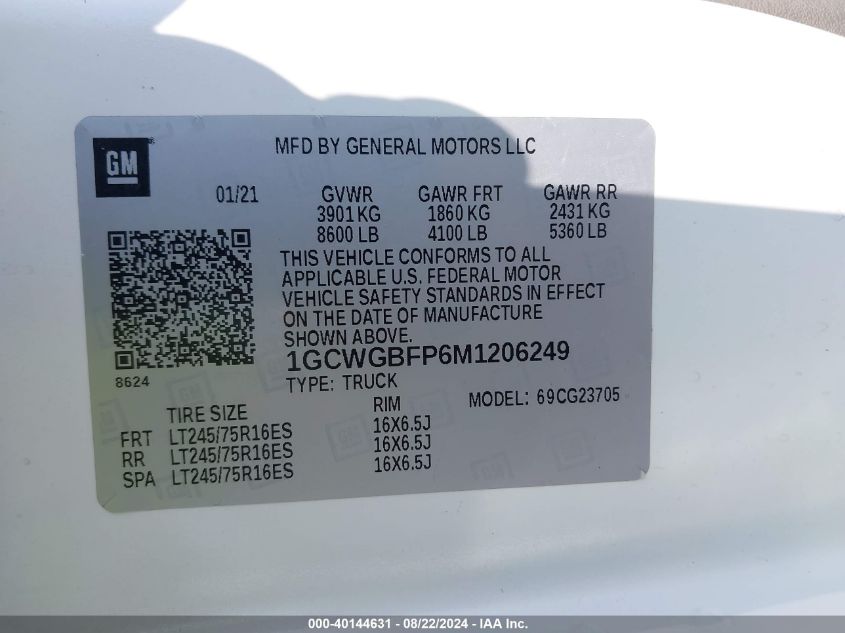 GM
MFD BY GENERAL MOTORS LLC
01/21 GVWR GAWR FRT GAWR RR
3901 KG 1860 KG 2431 KG
8600 LB 4100 LB 5360 LB
THIS VEHICLE CONFORMS TO ALL
APPLICABLE U.S. FEDERAL MOTOR
VEHICLE SAFETY STANDARDS IN EFFECT
ON THE DATE OF MANUFACTURE
SHOWN ABOVE.
1GCWGBFP6M1206249
8624
TYPE: TRUCK
MODEL: 69CG23705
TIRE SIZE RIM
FRT LT245/75R16ES 16X6.5J
RR LT245/75R16ES 16X6.5J
SPA LT245/75R16ES 16X6.5J
000-40144631 - 08/22/2024 - IAA Inc.